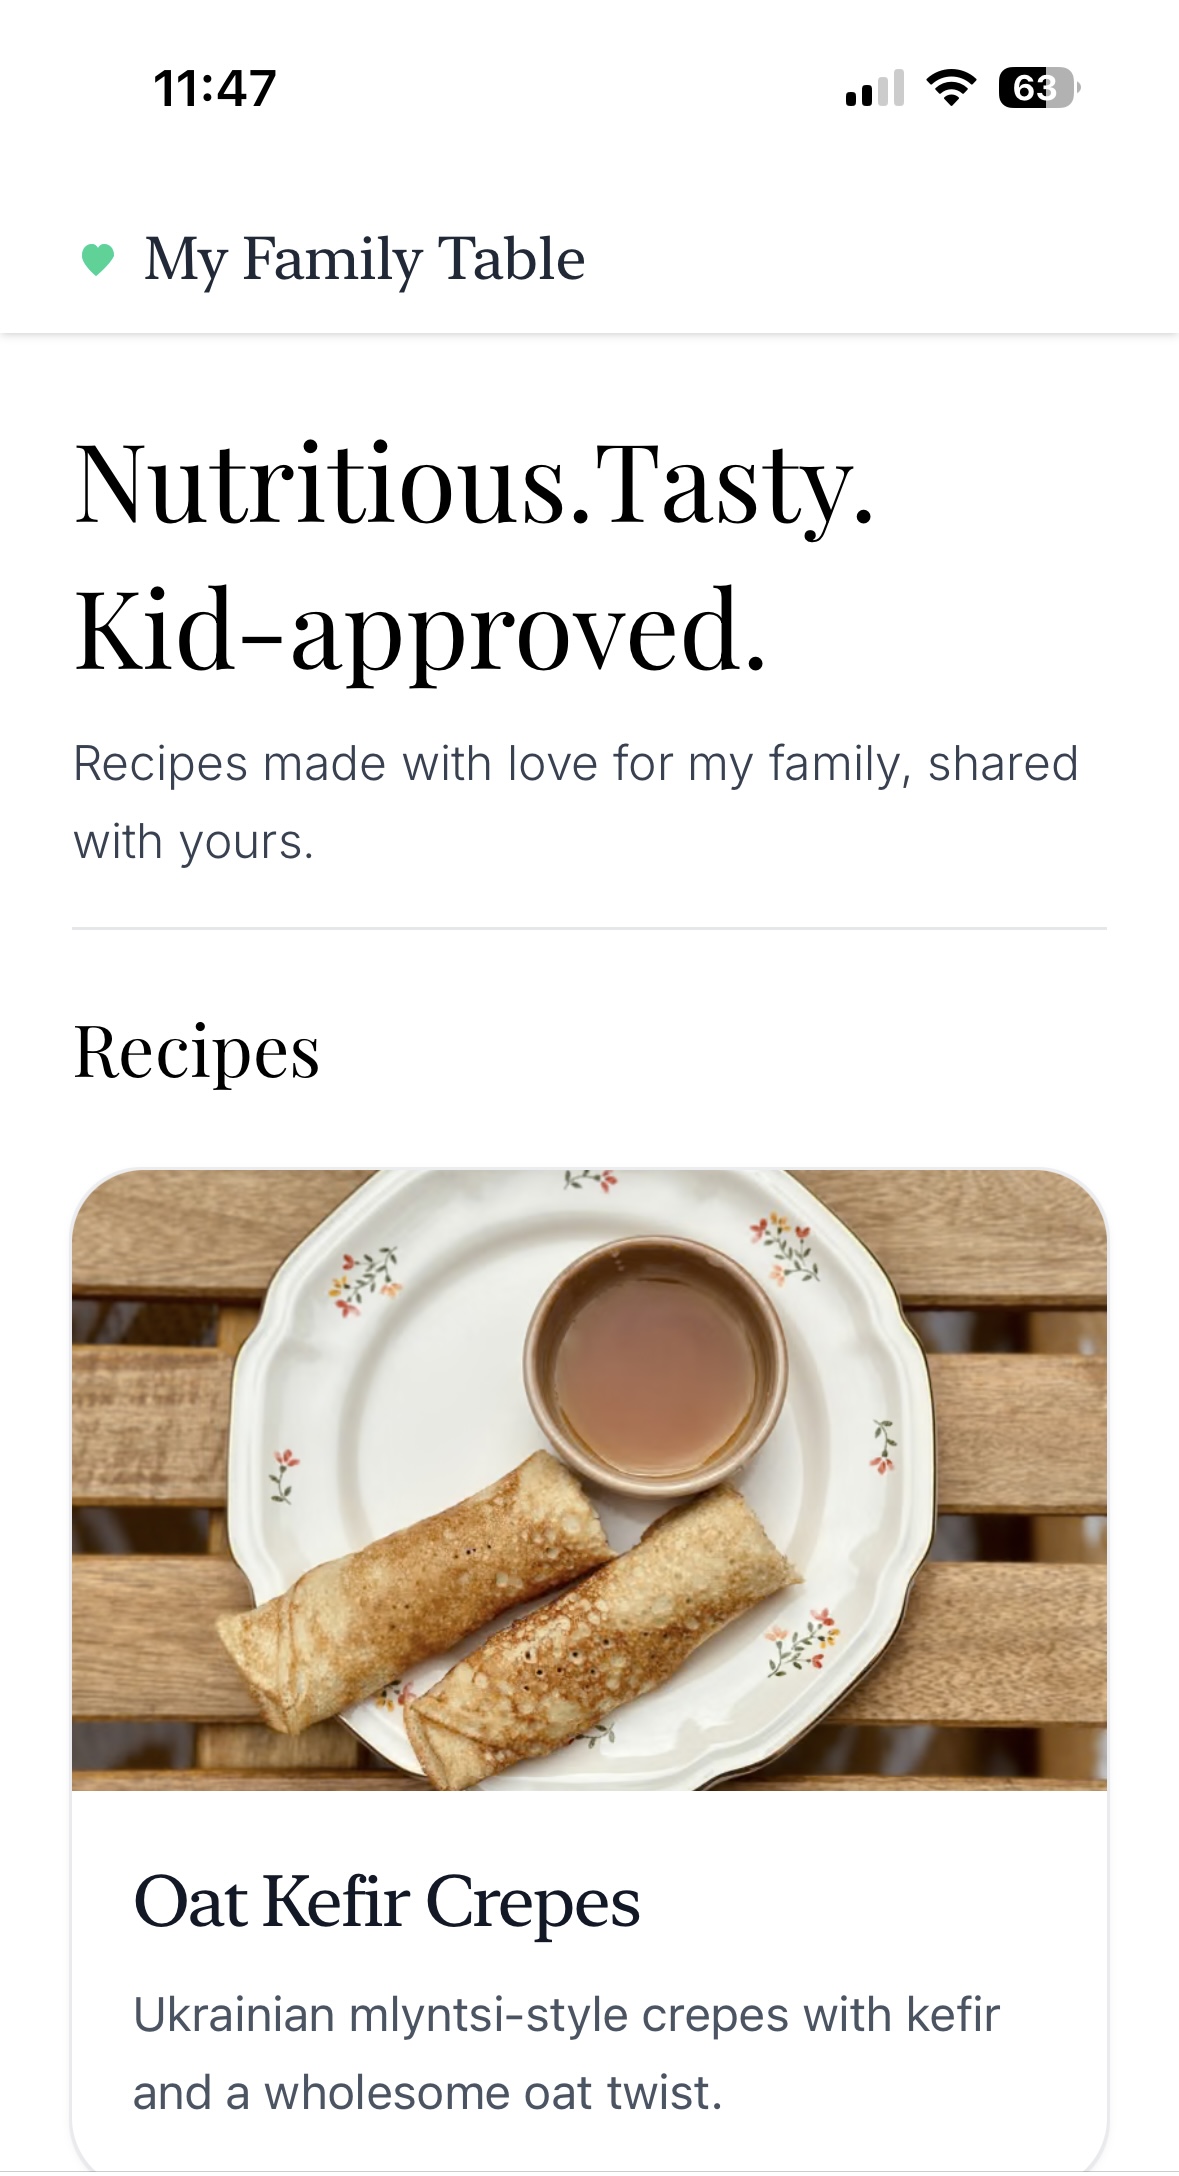 11:47
63
My Family Table
Nutritious.Tasty.
Kid-approved.
Recipes made with love for my family, shared
with yours.
Recipes
Oat Kefir Crepes
Ukrainian mlyntsi-style crepes with kefir
and a wholesome oat twist.